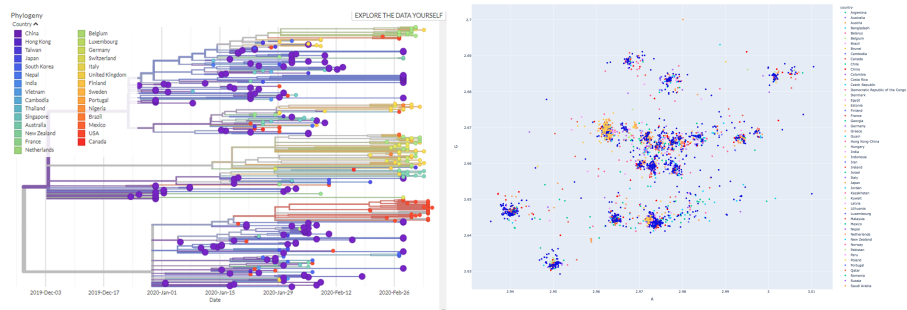 Phylogeny
EXPLORE THE DATA YOURSELF
Country
China
Hong Kong
Taiwan
Japan
South Korea
Nepal
India
Vietnam
Cambodia
Thailand
Singapore
Australia
New Zealand
France
Netherlands
Belgium
Luxembourg
Germany
Switzerland
Italy
United Kingdom
Finland
Sweden
Portugal
Nigeria
Brazil
Mexico
USA
Canada
2019-Dec-03
2019-Dec-17
2020-Jan-01
2020-Jan-15
2020-Jan-29
2020-Feb-12
2020-Feb-26
Date
A
country
Argentina
Australia
Austria
Bangladesh
Belarus
Belgium
Brazil
Brunei
Cambodia
Canada
Chile
China
Colombia
Costa Rica
Czech Republic
Democratic Republic of the Congo
Denmark
Egypt
Estonia
Finland
France
Georgia
Germany
Greece
Guam
Hong Kong-China
Hungary
India
Indonesia
Iran
Ireland
Israel
Italy
Japan
Jordan
Kazakhstan
Kuwait
Latvia
Lithuania
Luxembourg
Malaysia
Mexico
Nepal
Netherlands
New Zealand
Norway
Pakistan
Peru
Poland
Portugal
Qatar
Romania
Russia
Saudi Arabia